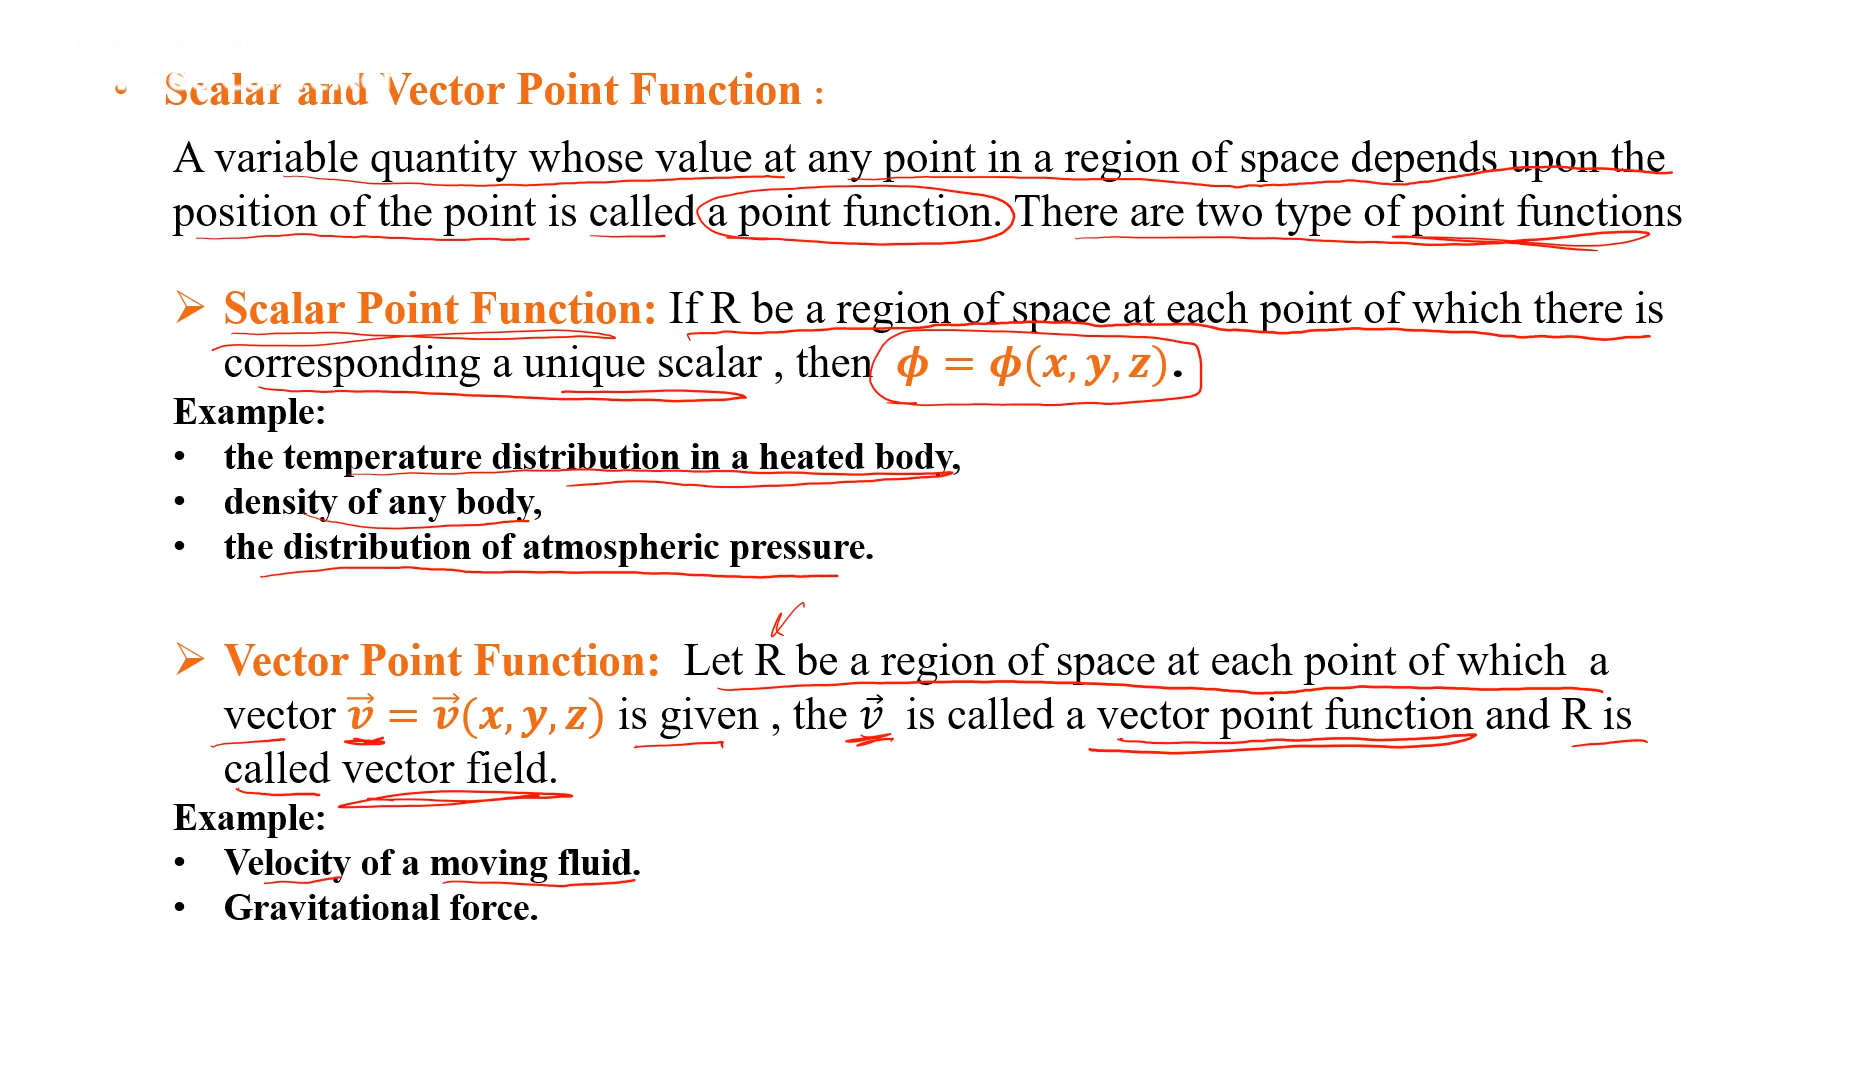 • Scalar and Vector Point Function :
A variable quantity whose value at any point in a region of space depends upon the
position of the point is called a point function. There are two type of point functions
➢ Scalar Point Function: If R be a region of space at each point of which there is
corresponding a unique scalar , then ϕ = ϕ(x, y, z).
Example:
• the temperature distribution in a heated body,
• density of any body,
• the distribution of atmospheric pressure.
➢ Vector Point Function: Let R be a region of space at each point of which a
vector v⃗ = v⃗(x, y, z) is given , the v⃗ is called a vector point function and R is
called vector field.
Example:
• Velocity of a moving fluid.
• Gravitational force.